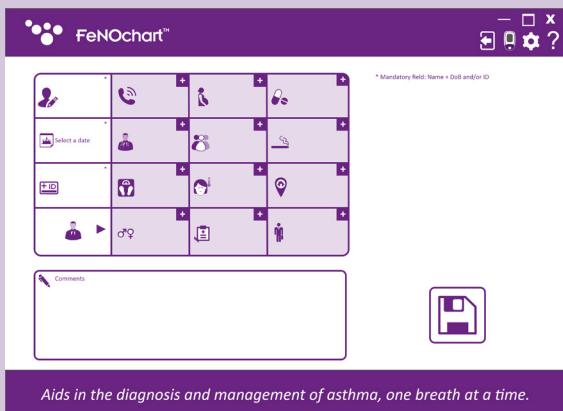 FeNOchart™
* Mandatory field: Name + DoB and/or ID
Select a date
+ ID
Comments
Aids in the diagnosis and management of asthma, one breath at a time.